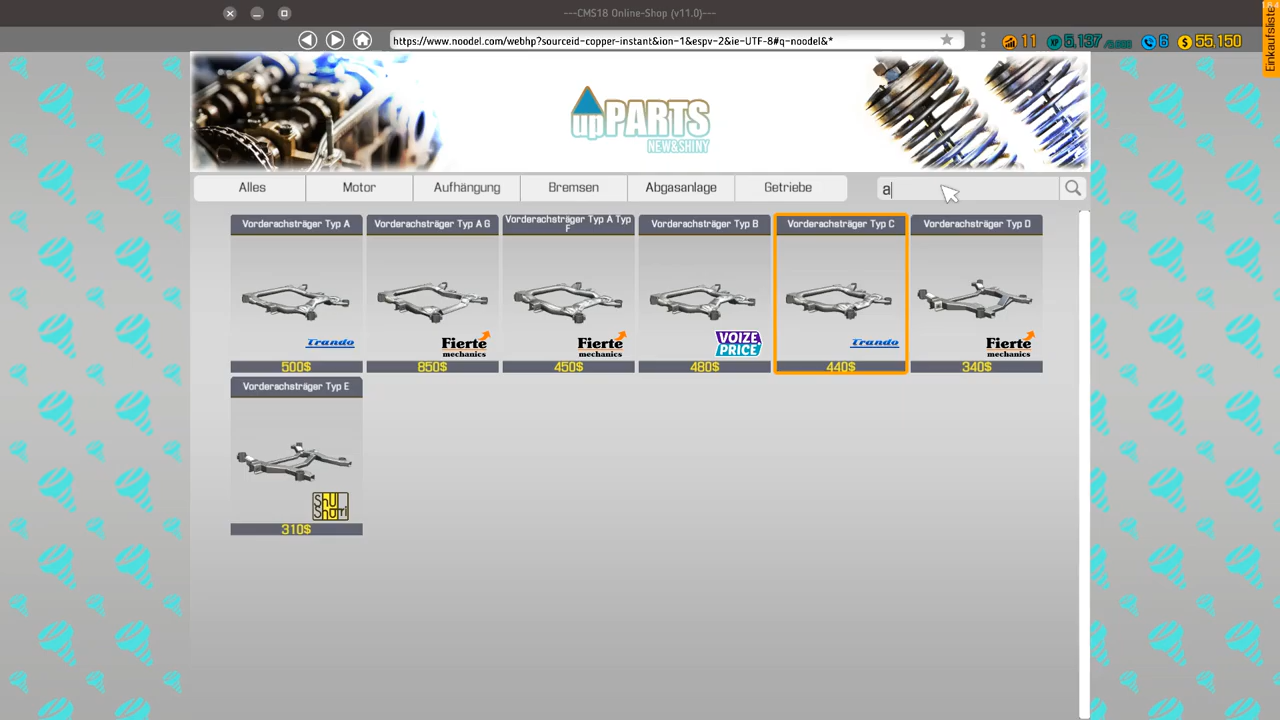 ---CMS18 Online-Shop (v11.0)---
https://www.noodel.com/webhp?sourceid-copper-instant&ion-1&espv-2&ie-UTF-8#q-noodel&*
11 XP 5,137 6 $ 55,150
Einkaufsliste
upPARTS
NEW&SHINY
Alles Motor Aufhängung Bremsen Abgasanlage Getriebe a
Vorderachsträger Typ A Vorderachsträger Typ A G Vorderachsträger Typ A Typ F Vorderachsträger Typ B Vorderachsträger Typ C Vorderachsträger Typ D
Trando Fierte mechanics Fierte mechanics VOIZE PRICE Trando Fierte mechanics
500$ 850$ 450$ 480$ 440$ 340$
Vorderachsträger Typ E
310$